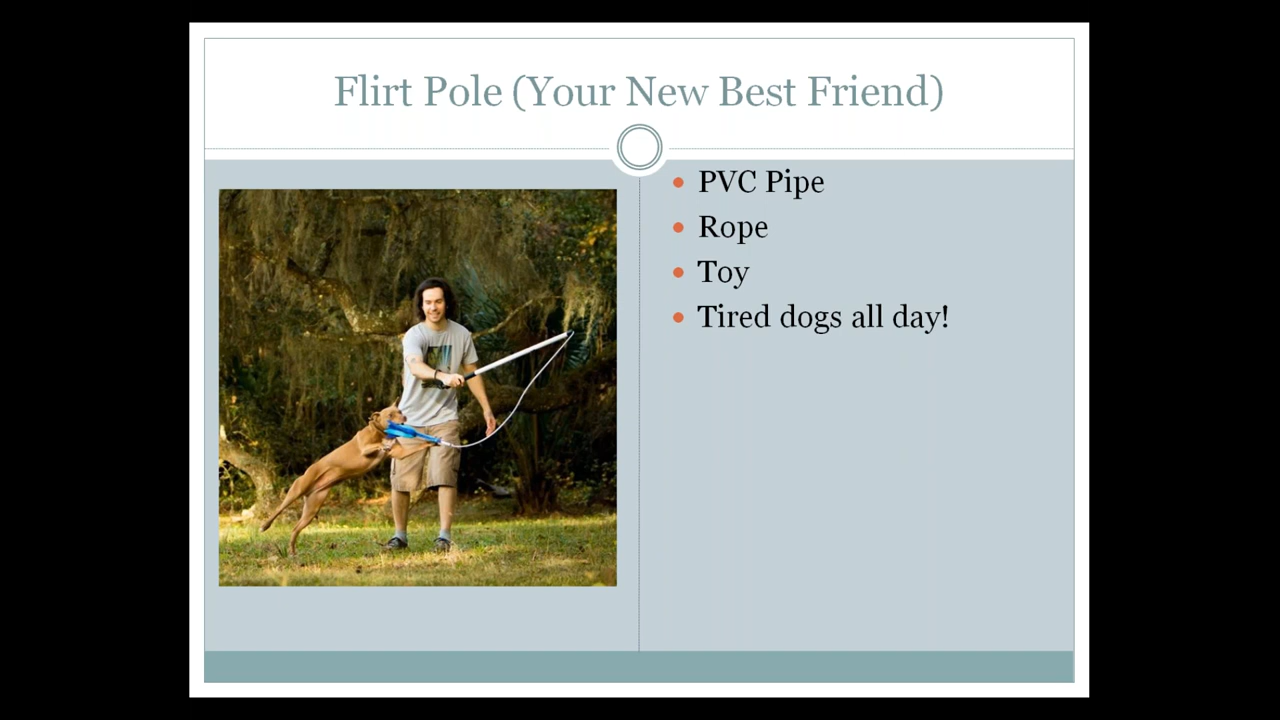 Flirt Pole (Your New Best Friend)
PVC Pipe
Rope
Toy
Tired dogs all day!